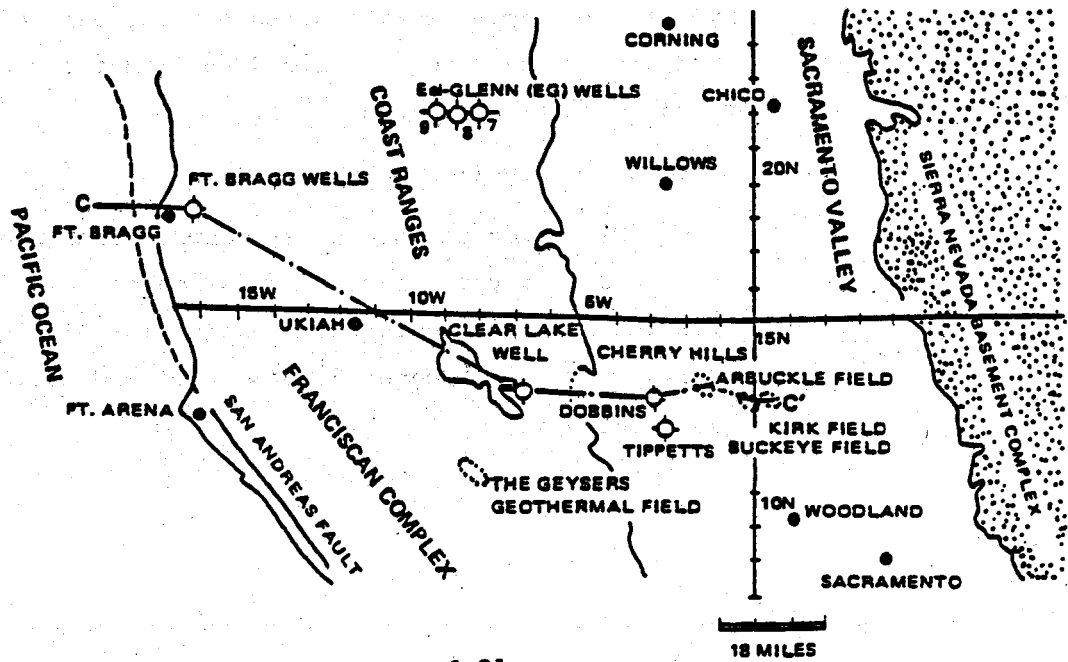 CORNING
SACRAMENTO VALLEY
Eel-GLENN (EG) WELLS
COAST RANGES
CHICO
9 8 7
WILLOWS
20N
SIERRA NEVADA BASEMENT COMPLEX
FT. BRAGG WELLS
C
FT. BRAGG
PACIFIC OCEAN
15W
10W
5W
UKIAH
CLEAR LAKE
WELL
15N
CHERRY HILLS
ARBUCKLE FIELD
C'
FT. ARENA
DOBBINS
KIRK FIELD
TIPPETTS
BUCKEYE FIELD
SAN ANDREAS FAULT
FRANCISCAN COMPLEX
THE GEYSERS
GEOTHERMAL FIELD
10N
WOODLAND
SACRAMENTO
18 MILES